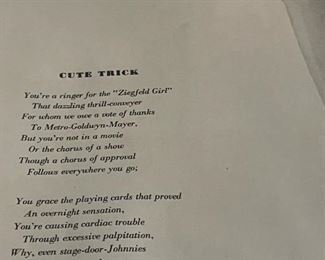 CUTE TRICK
You're a ringer for the "Ziegfeld Girl"
That dazzling thrill-conveyer
For whom we owe a vote of thanks
To Metro-Goldwyn-Mayer,
But you're not in a movie
Or the chorus of a show
Though a chorus of approval
Follows everywhere you go;
You grace the playing cards that proved
An overnight sensation,
You're causing cardiac trouble
Through excessive palpitation,
Why, even stage-door-Johnnies